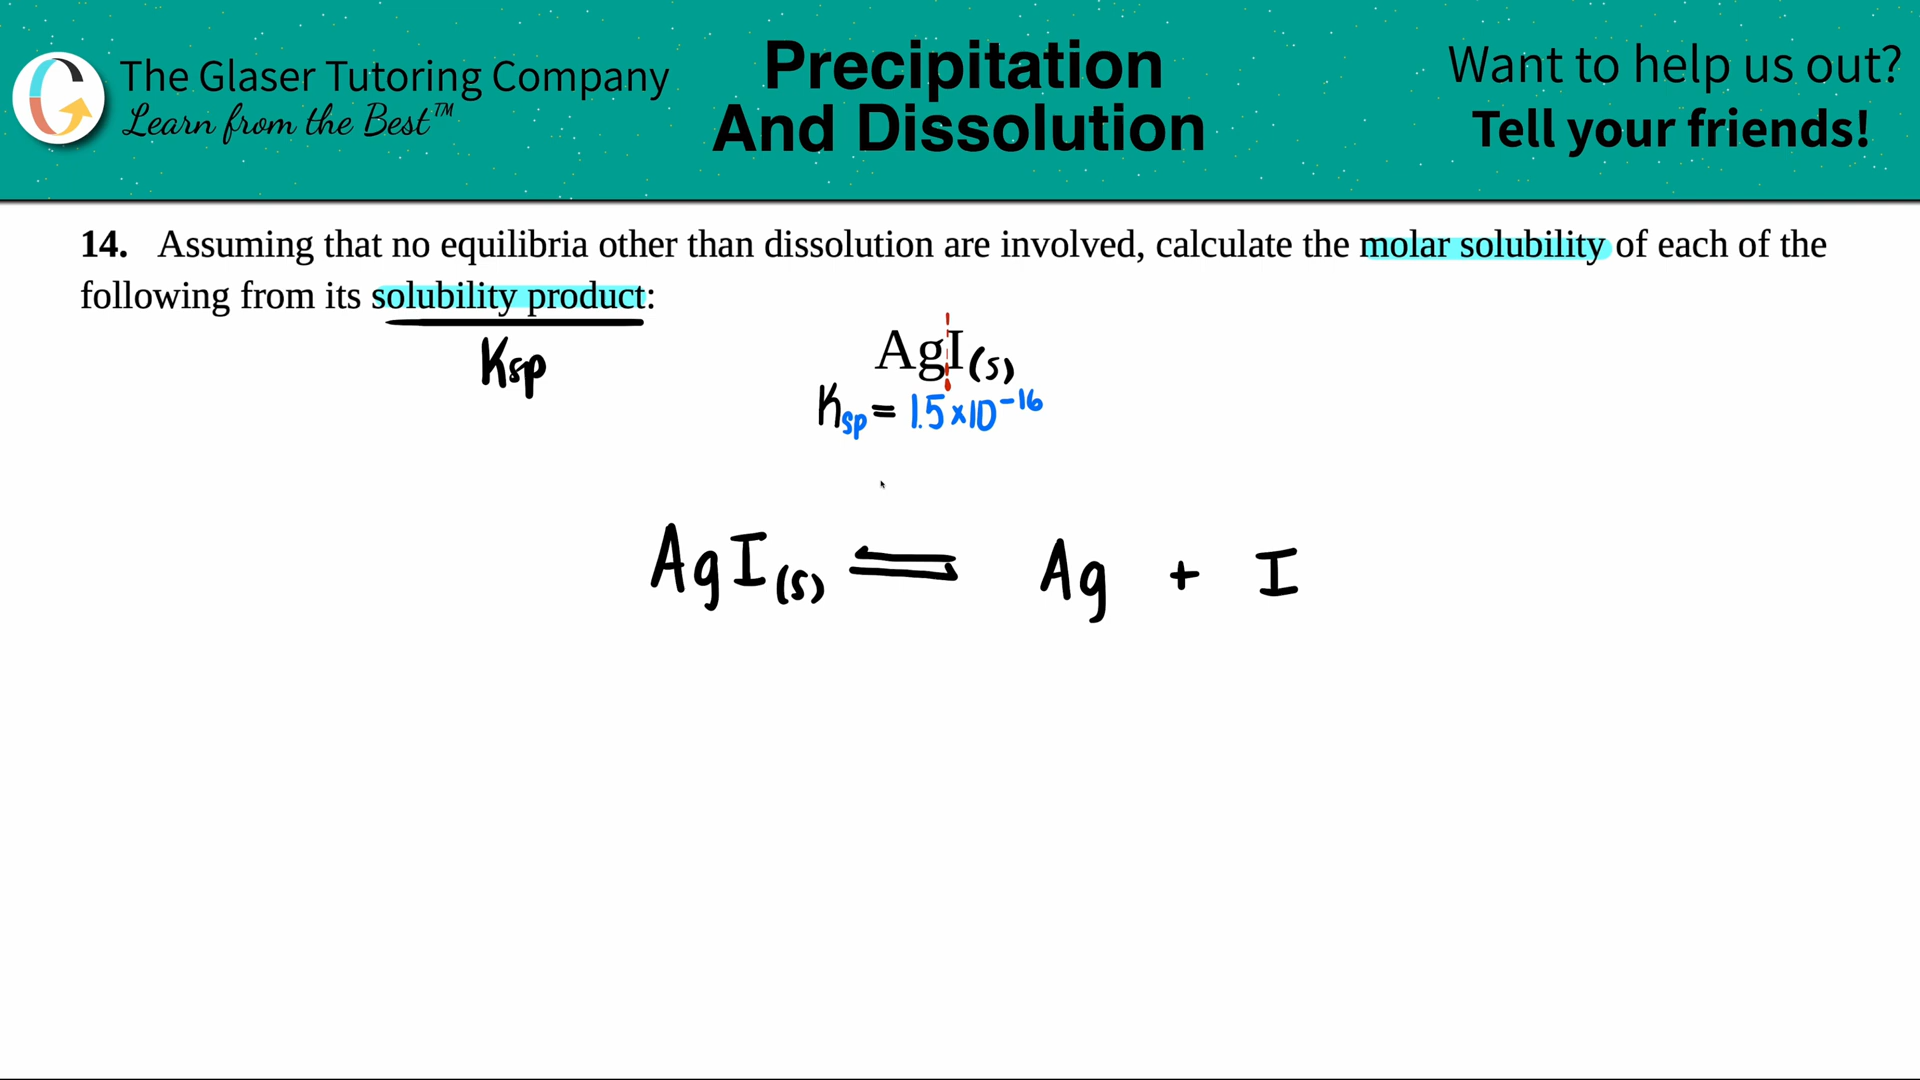 The Glaser Tutoring Company
Learn from the Best™
Precipitation
And Dissolution
Want to help us out?
Tell your friends!
14. Assuming that no equilibria other than dissolution are involved, calculate the molar solubility of each of the
following from its solubility product:
Ksp
AgI(s)
Ksp = 1.5×10⁻¹⁶
AgI(s) ⇌ Ag + I